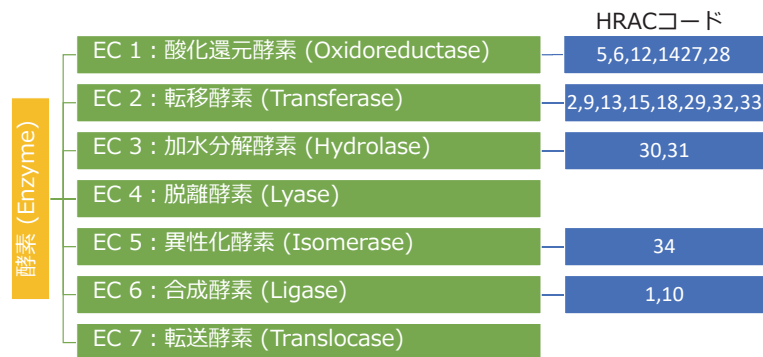 HRACコード
酵素 (Enzyme)
EC 1：酸化還元酵素 (Oxidoreductase)
5,6,12,1427,28
EC 2：転移酵素 (Transferase)
2,9,13,15,18,29,32,33
EC 3：加水分解酵素 (Hydrolase)
30,31
EC 4：脱離酵素 (Lyase)
EC 5：異性化酵素 (Isomerase)
34
EC 6：合成酵素 (Ligase)
1,10
EC 7：転送酵素 (Translocase)